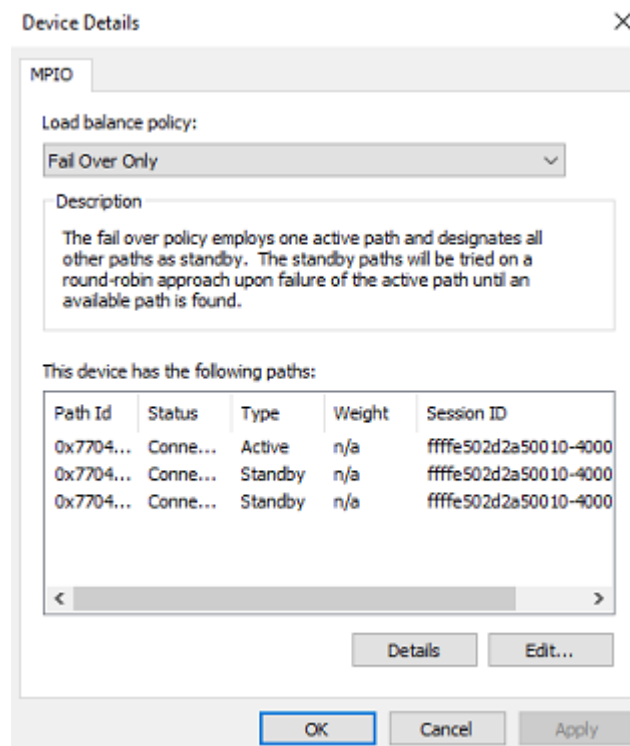 Device Details
MPIO
Load balance policy:
Fail Over Only
Description
The fail over policy employs one active path and designates all
other paths as standby. The standby paths will be tried on a
round-robin approach upon failure of the active path until an
available path is found.
This device has the following paths:
Path Id Status Type Weight Session ID
0x7704... Conne... Active n/a ffffe502d2a50010-4000
0x7704... Conne... Standby n/a ffffe502d2a50010-4000
0x7704... Conne... Standby n/a ffffe502d2a50010-4000
Details Edit...
OK Cancel Apply